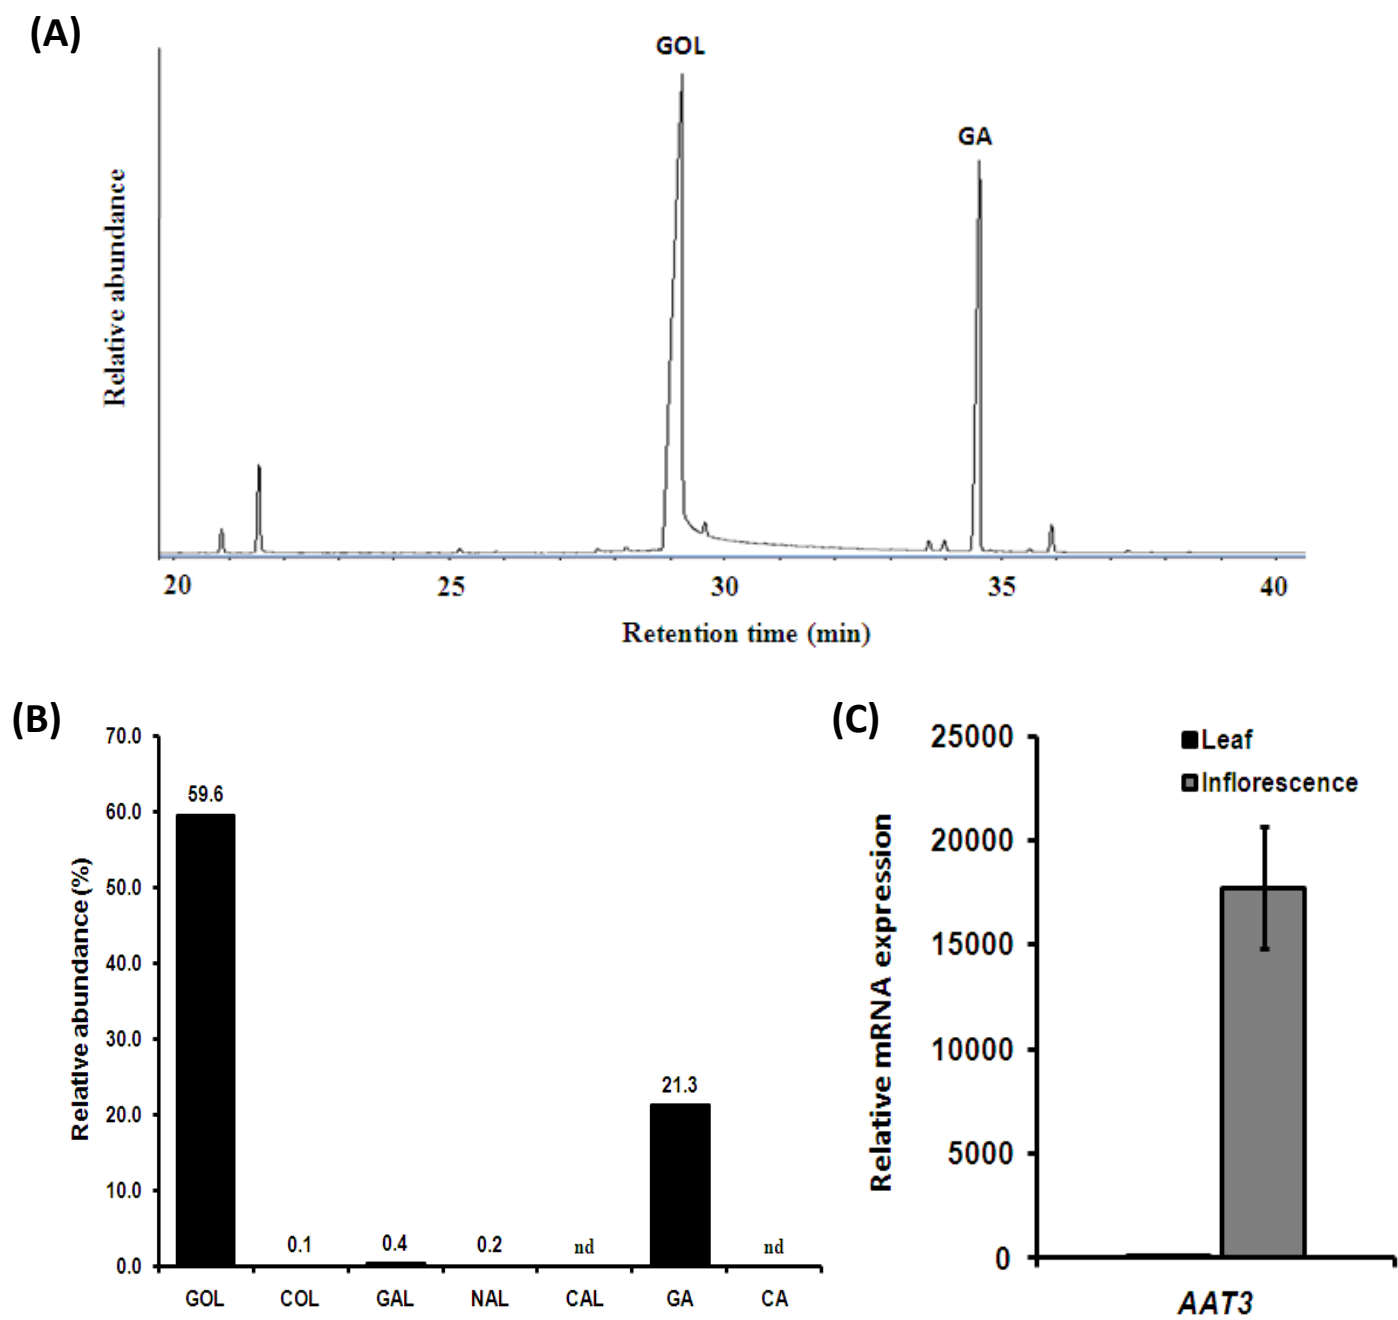 (A)
GOL
GA
Relative abundance
20 25 30 35 40
Retention time (min)
(B)
Relative abundance (%)
70.0
60.0
50.0
40.0
30.0
20.0
10.0
0.0
59.6
0.1
0.4
0.2
nd
21.3
nd
GOL COL GAL NAL CAL GA CA
(C)
Relative mRNA expression
25000
20000
15000
10000
5000
0
Leaf
Inflorescence
AAT3